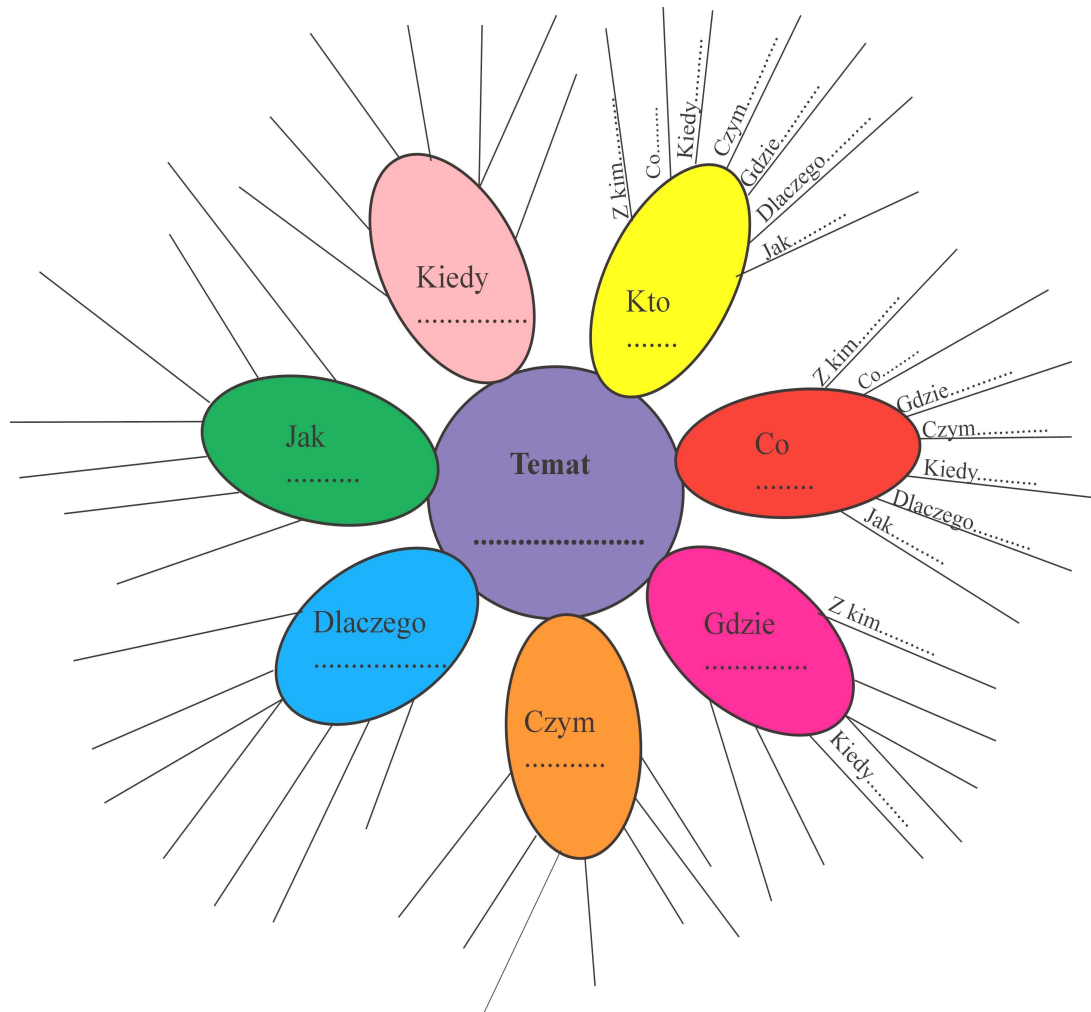 Temat
.......................
Kiedy
...............
Kto
.......
Z kim...........
Co.........
Kiedy.........
Czym...........
Gdzie...........
Dlaczego.........
Jak..........
Co
........
Z kim...........
Co........
Gdzie............
Czym............
Kiedy...........
Dlaczego..........
Jak..........
Gdzie
..............
Z kim.........
Kiedy..........
Czym
...........
Dlaczego
..................
Jak
..........